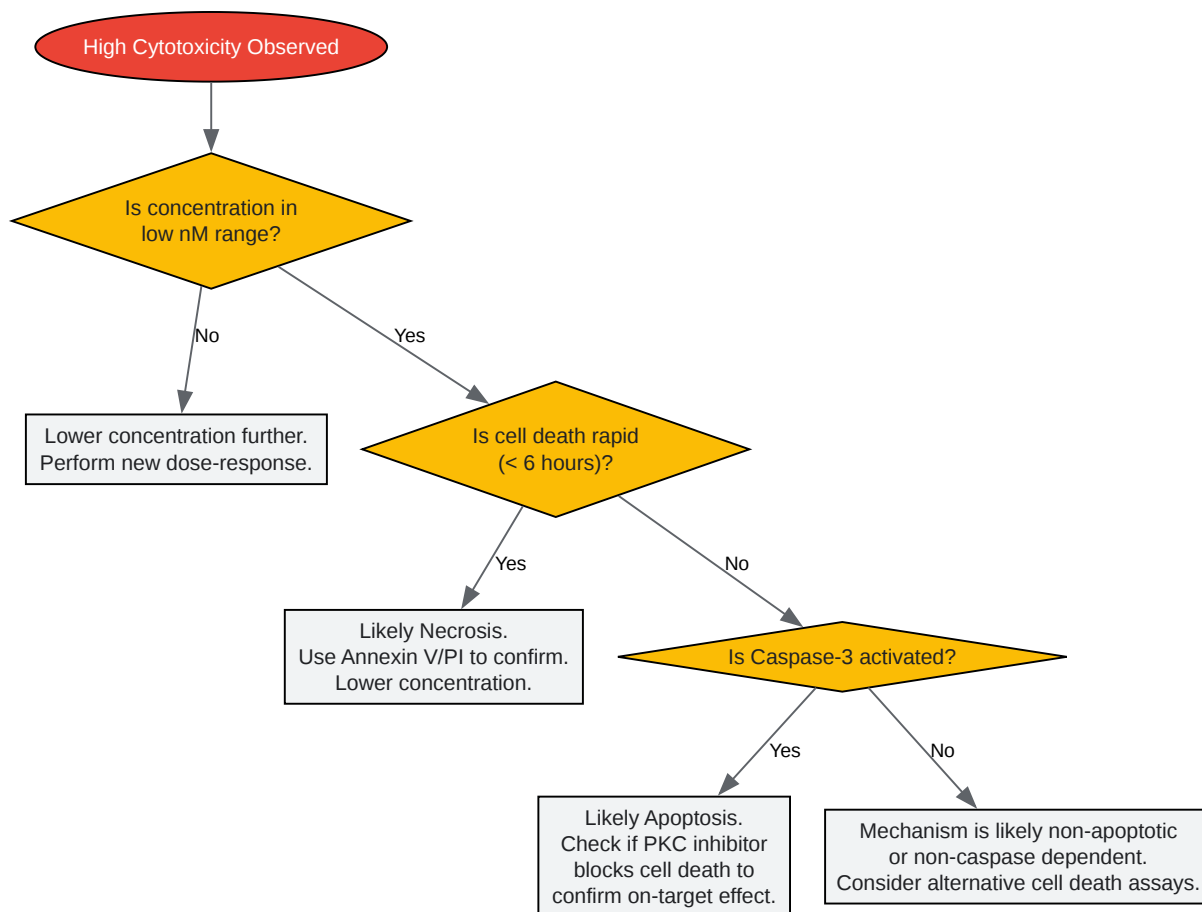 High Cytotoxicity Observed
Is concentration in
low nM range?
No
Yes
Lower concentration further.
Perform new dose-response.
Is cell death rapid
(< 6 hours)?
Yes
No
Likely Necrosis.
Use Annexin V/PI to confirm.
Lower concentration.
Is Caspase-3 activated?
Yes
No
Likely Apoptosis.
Check if PKC inhibitor
blocks cell death to
confirm on-target effect.
Mechanism is likely non-apoptotic
or non-caspase dependent.
Consider alternative cell death assays.